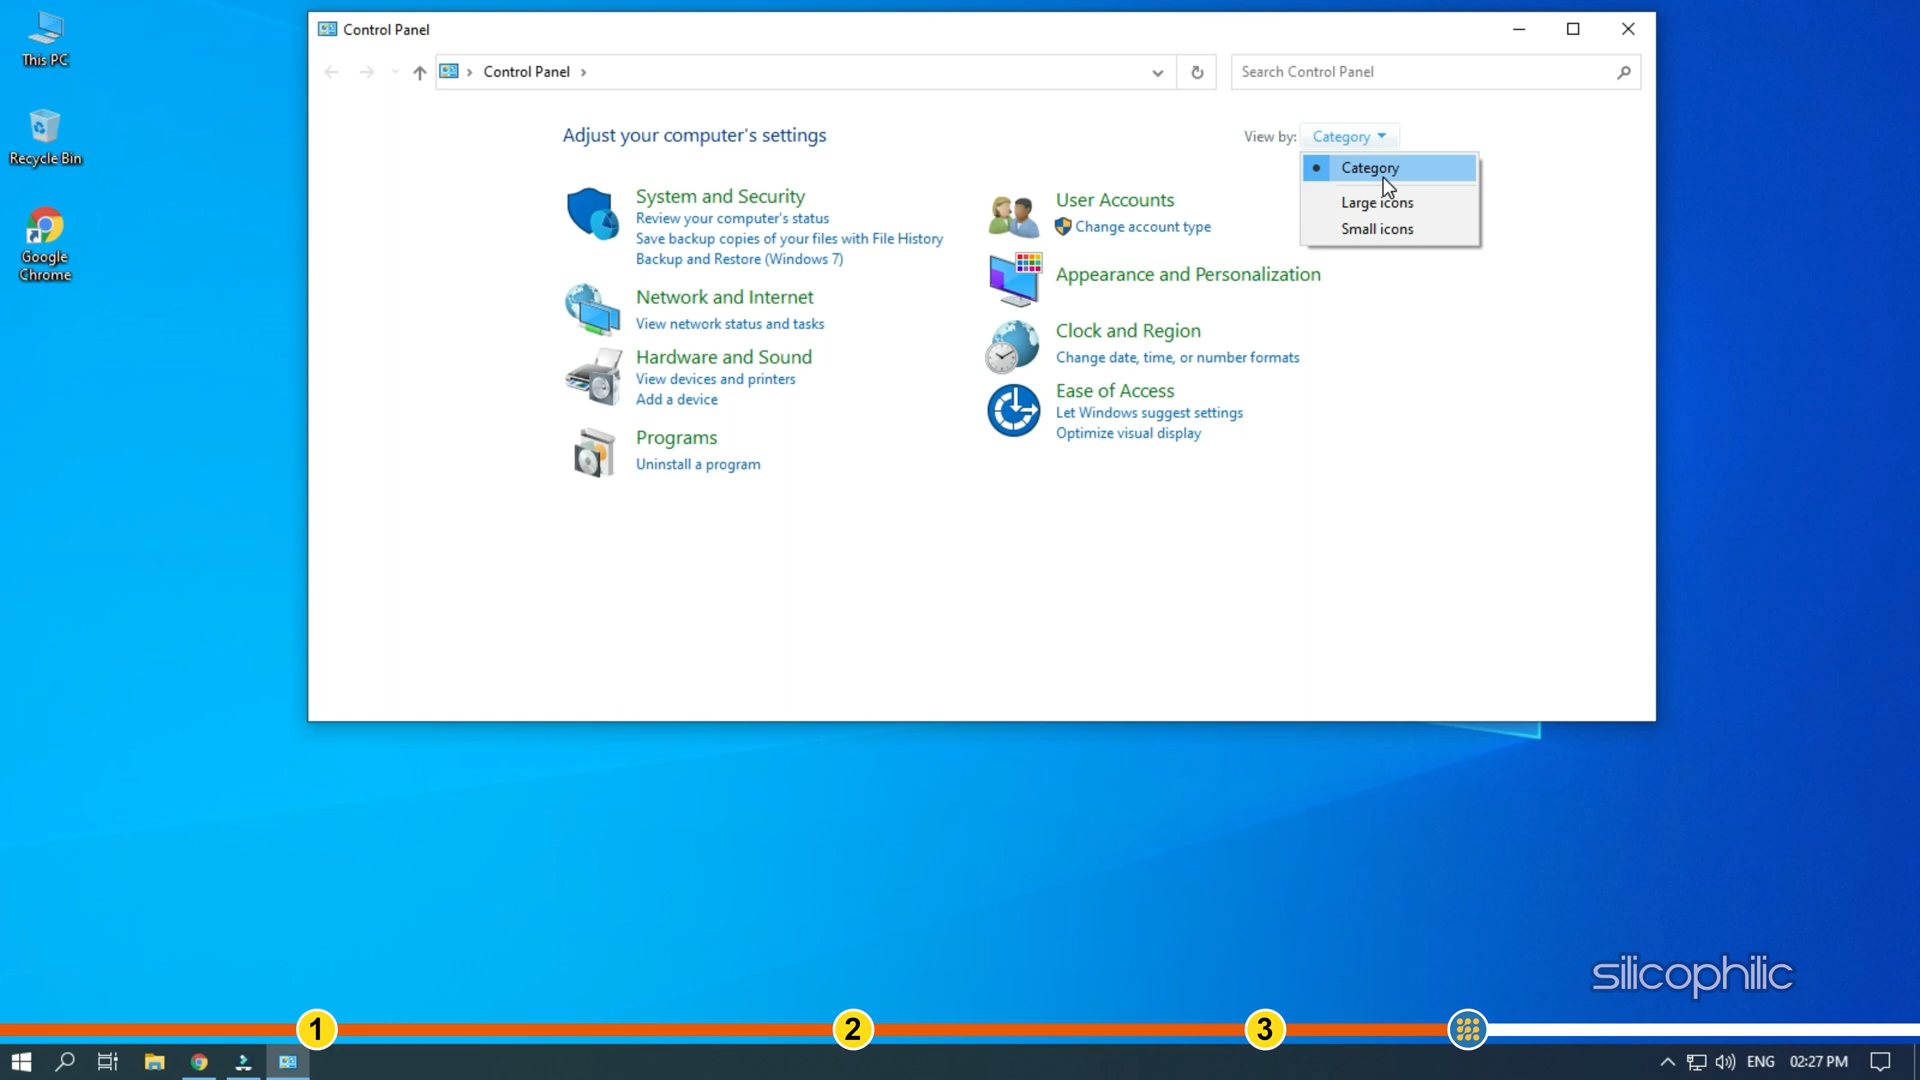 This PC
Recycle Bin
Google
Chrome
Control Panel
Control Panel
Search Control Panel
Adjust your computer's settings
View by: Category
Category
Large icons
Small icons
System and Security
Review your computer's status
Save backup copies of your files with File History
Backup and Restore (Windows 7)
Network and Internet
View network status and tasks
Hardware and Sound
View devices and printers
Add a device
Programs
Uninstall a program
User Accounts
Change account type
Appearance and Personalization
Clock and Region
Change date, time, or number formats
Ease of Access
Let Windows suggest settings
Optimize visual display
silicophilic
1
2
3
ENG
02:27 PM